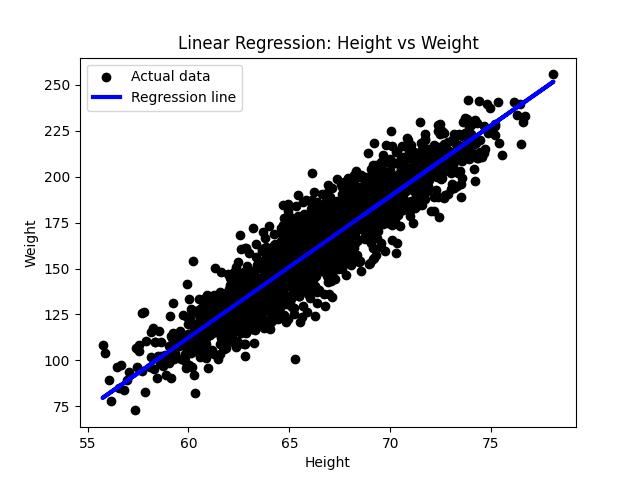 Linear Regression: Height vs Weight
Actual data
Regression line
250
225
200
175
150
125
100
75
Weight
55 60 65 70 75
Height